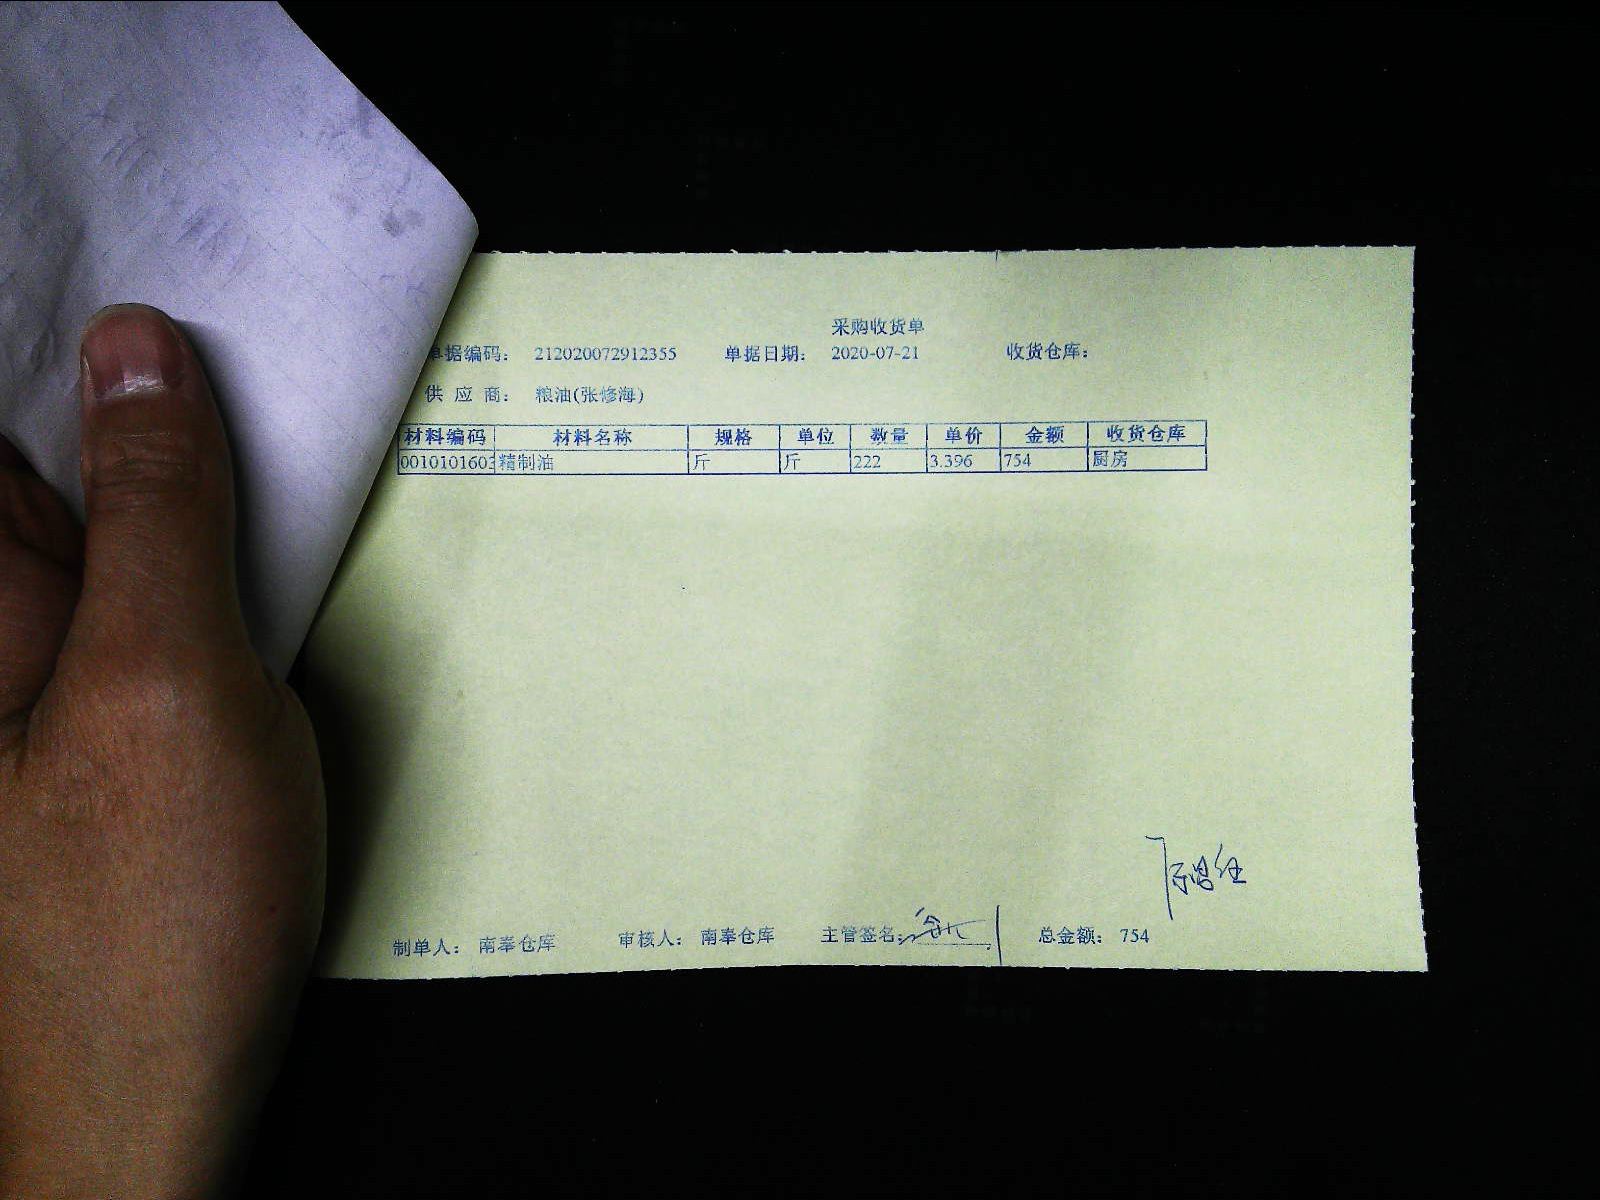 采购收货单
单据编码： 212020072912355 单据日期： 2020-07-21 收货仓库：
供 应 商： 粮油(张修海)
材料编码 材料名称 规格 单位 数量 单价 金额 收货仓库
001010160 精制油 斤 斤 222 3.396 754 厨房
制单人： 南奉仓库 审核人： 南奉仓库 主管签名： 总金额： 754